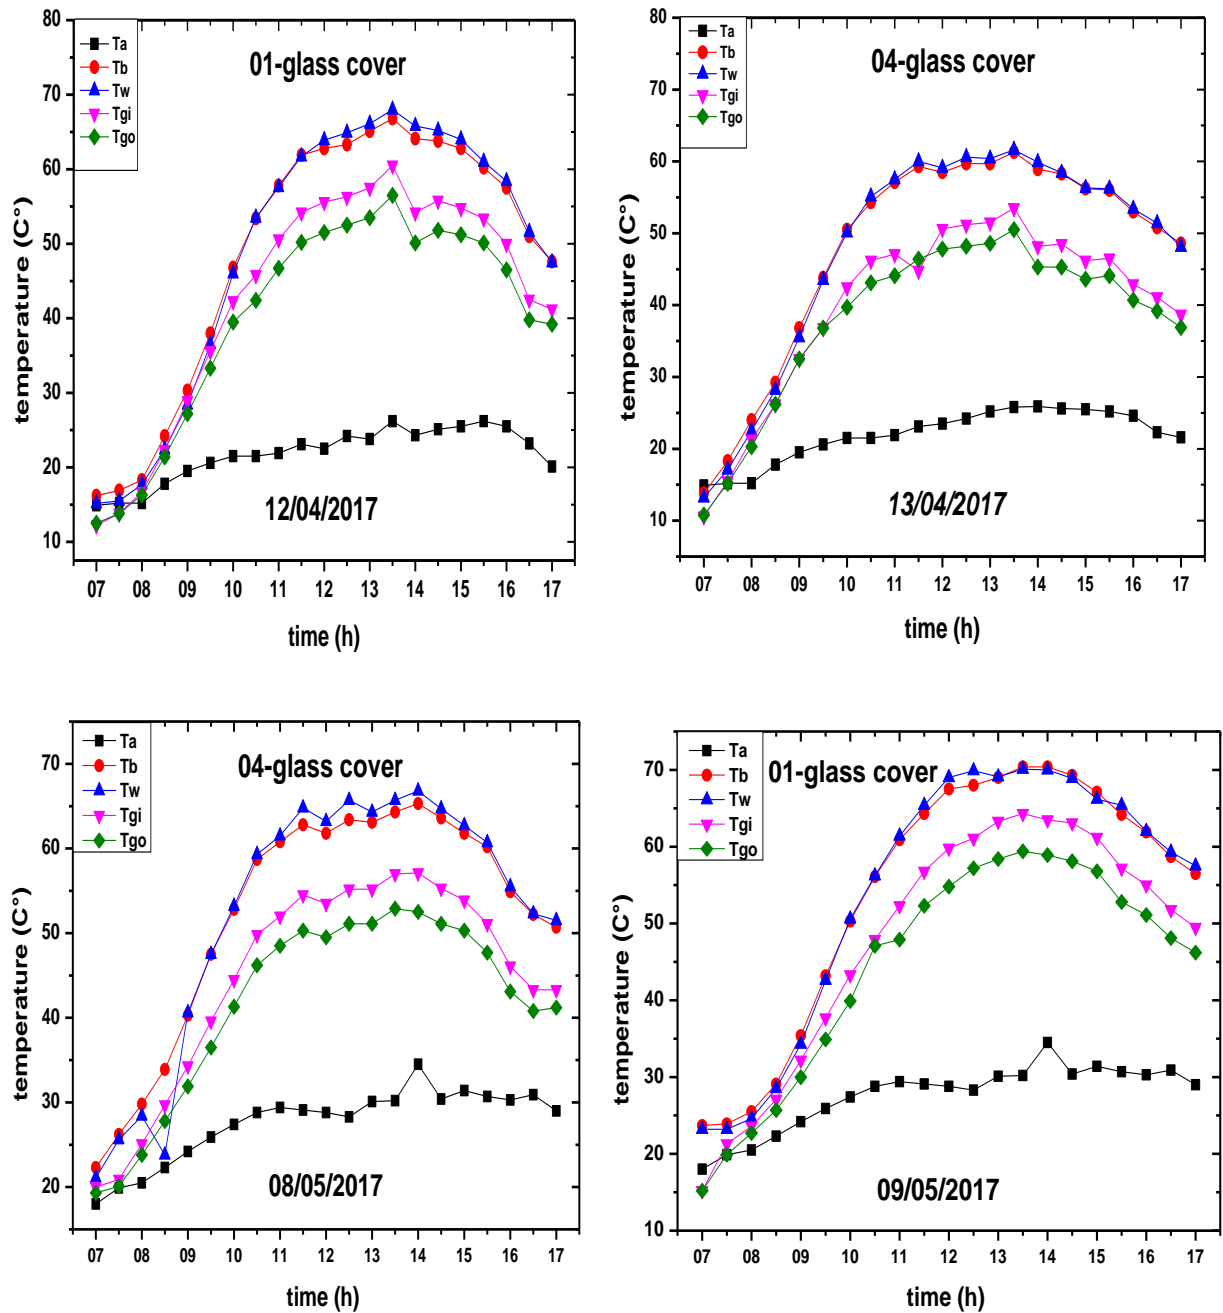 80
70
60
50
40
30
20
10
temperature (C°)
Ta
Tb
Tw
Tgi
Tgo
01-glass cover
12/04/2017
07 08 09 10 11 12 13 14 15 16 17
time (h)
80
70
60
50
40
30
20
10
temperature (C°)
Ta
Tb
Tw
Tgi
Tgo
04-glass cover
13/04/2017
07 08 09 10 11 12 13 14 15 16 17
time (h)
70
60
50
40
30
20
temperature (C°)
Ta
Tb
Tw
Tgi
Tgo
04-glass cover
08/05/2017
07 08 09 10 11 12 13 14 15 16 17
time (h)
70
60
50
40
30
20
10
temperature (C°)
Ta
Tb
Tw
Tgi
Tgo
01-glass cover
09/05/2017
07 08 09 10 11 12 13 14 15 16 17
time (h)